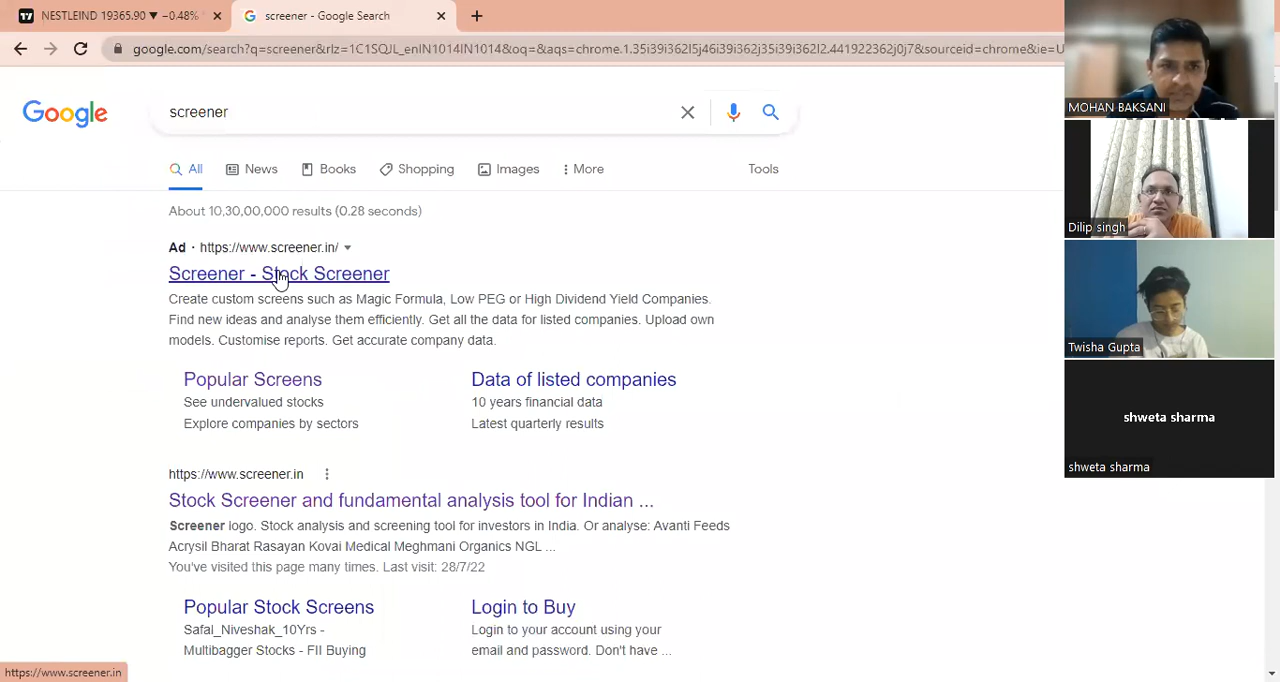 NESTLEIND 19365.90 ▼ −0.48% ×
screener - Google Search ×
google.com/search?q=screener&rlz=1C1SQJL_enIN1014IN1014&oq=&aqs=chrome.1.35i39i362l5j46i39i362j35i39i362l2.441922362j0j7&sourceid=chrome&ie=U
Google
screener
All
News
Books
Shopping
Images
More
Tools
About 10,30,00,000 results (0.28 seconds)
Ad · https://www.screener.in/
Screener - Stock Screener
Create custom screens such as Magic Formula, Low PEG or High Dividend Yield Companies.
Find new ideas and analyse them efficiently. Get all the data for listed companies. Upload own
models. Customise reports. Get accurate company data.
Popular Screens
See undervalued stocks
Explore companies by sectors
Data of listed companies
10 years financial data
Latest quarterly results
https://www.screener.in
Stock Screener and fundamental analysis tool for Indian ...
Screener logo. Stock analysis and screening tool for investors in India. Or analyse: Avanti Feeds
Acrysil Bharat Rasayan Kovai Medical Meghmani Organics NGL ...
You've visited this page many times. Last visit: 28/7/22
Popular Stock Screens
Safal_Niveshak_10Yrs -
Multibagger Stocks - FII Buying
Login to Buy
Login to your account using your
email and password. Don't have ...
https://www.screener.in
MOHAN BAKSANI
Dilip singh
Twisha Gupta
shweta sharma
shweta sharma